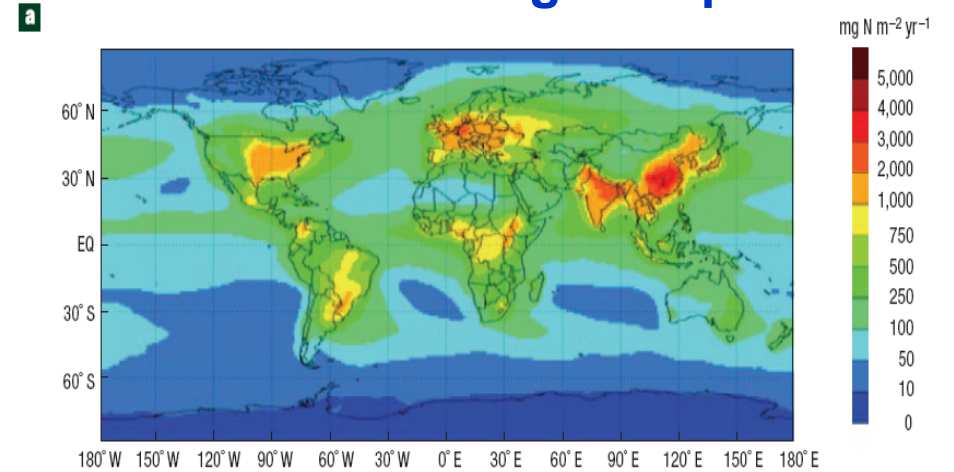 a
mg N m⁻² yr⁻¹
5,000
4,000
3,000
2,000
1,000
750
500
250
100
50
10
0
60° N
30° N
EQ
30° S
60° S
180° W 150° W 120° W 90° W 60° W 30° W 0° E 30° E 60° E 90° E 120° E 150° E 180° E